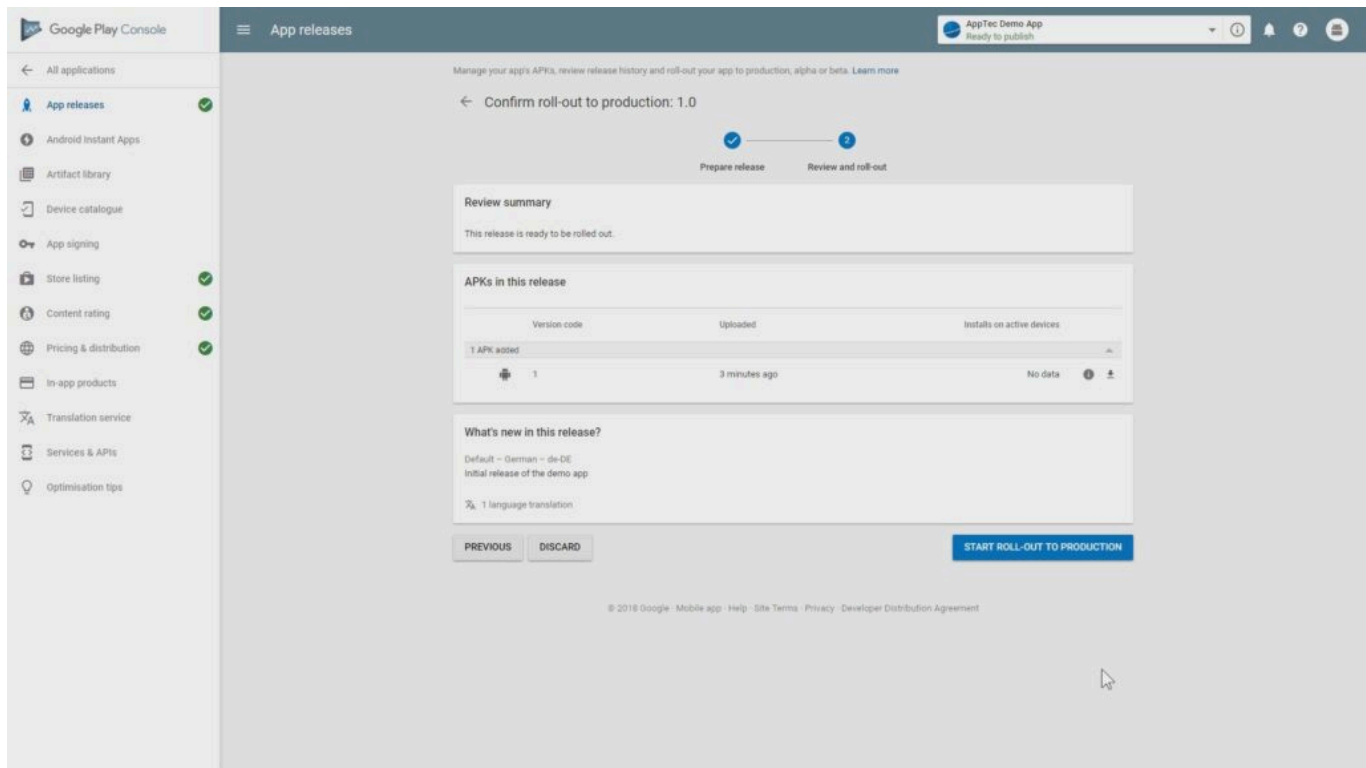 Google Play Console
App releases
AppTec Demo App
Ready to publish
All applications
App releases
Android Instant Apps
Artifact library
Device catalogue
App signing
Store listing
Content rating
Pricing & distribution
In-app products
Translation service
Services & APIs
Optimisation tips
Manage your app's APKs, review release history and roll-out your app to production, alpha or beta. Learn more
Confirm roll-out to production: 1.0
2
Prepare release Review and roll-out
Review summary
This release is ready to be rolled out.
APKs in this release
Version code Uploaded Installs on active devices
1 APK added
1 3 minutes ago No data
What's new in this release?
Default – German – de-DE
Initial release of the demo app
1 language translation
PREVIOUS DISCARD START ROLL-OUT TO PRODUCTION
© 2018 Google · Mobile app · Help · Site Terms · Privacy · Developer Distribution Agreement